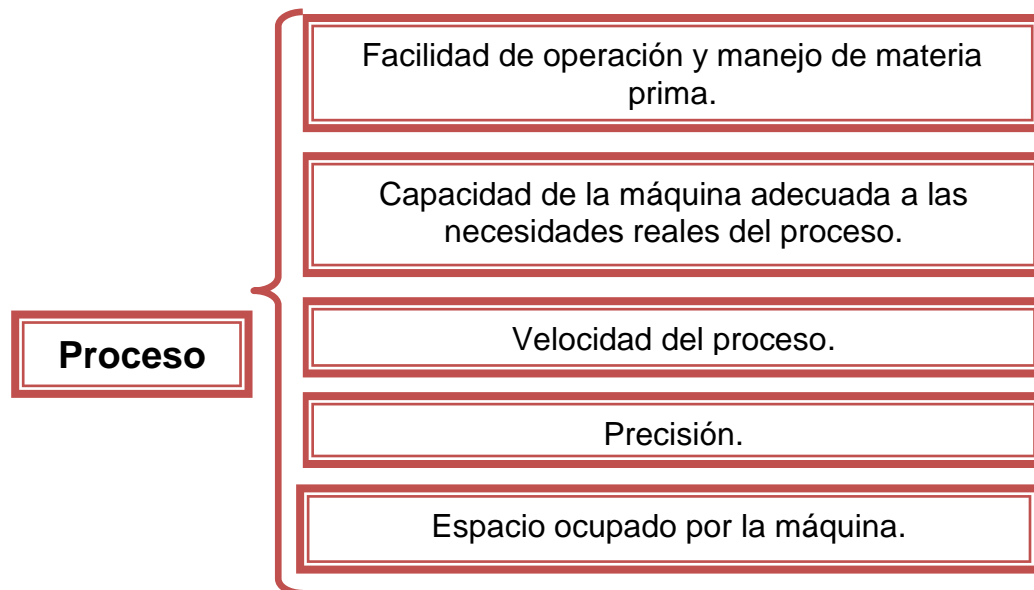 Facilidad de operación y manejo de materia
prima.
Capacidad de la máquina adecuada a las
necesidades reales del proceso.
Proceso
Velocidad del proceso.
Precisión.
Espacio ocupado por la máquina.